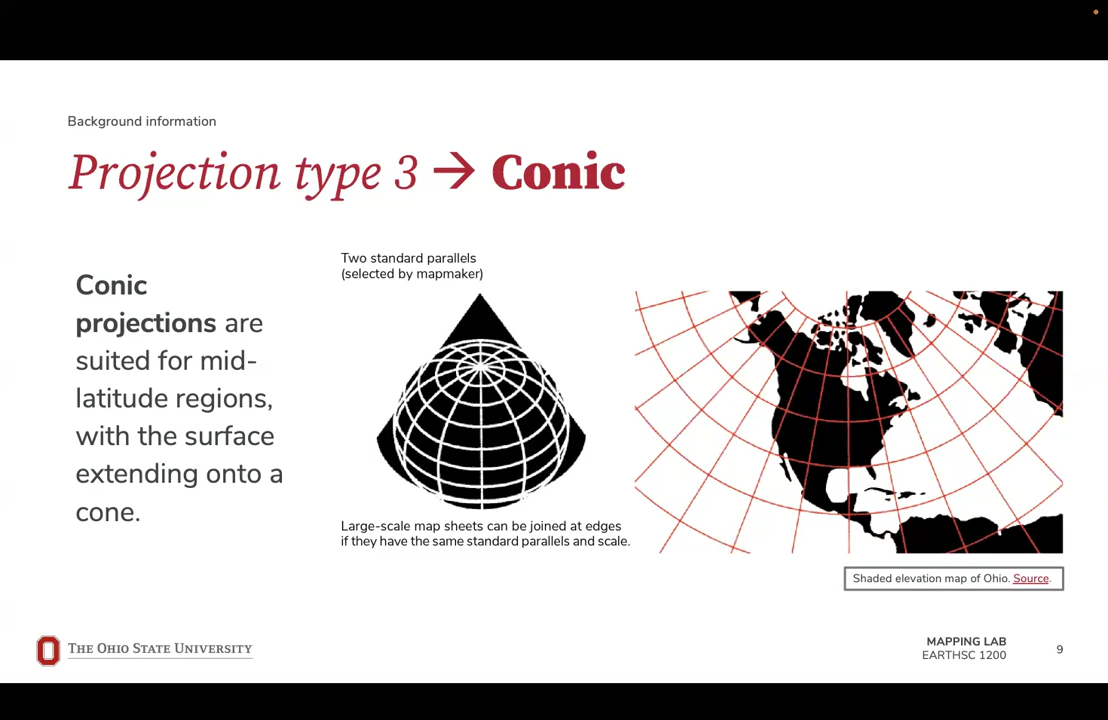 Background information
Projection type 3 → Conic
Two standard parallels
(selected by mapmaker)
Conic
projections are
suited for mid-
latitude regions,
with the surface
extending onto a
cone.
Large-scale map sheets can be joined at edges
if they have the same standard parallels and scale.
Shaded elevation map of Ohio. Source.
THE OHIO STATE UNIVERSITY
MAPPING LAB
EARTHSC 1200
9